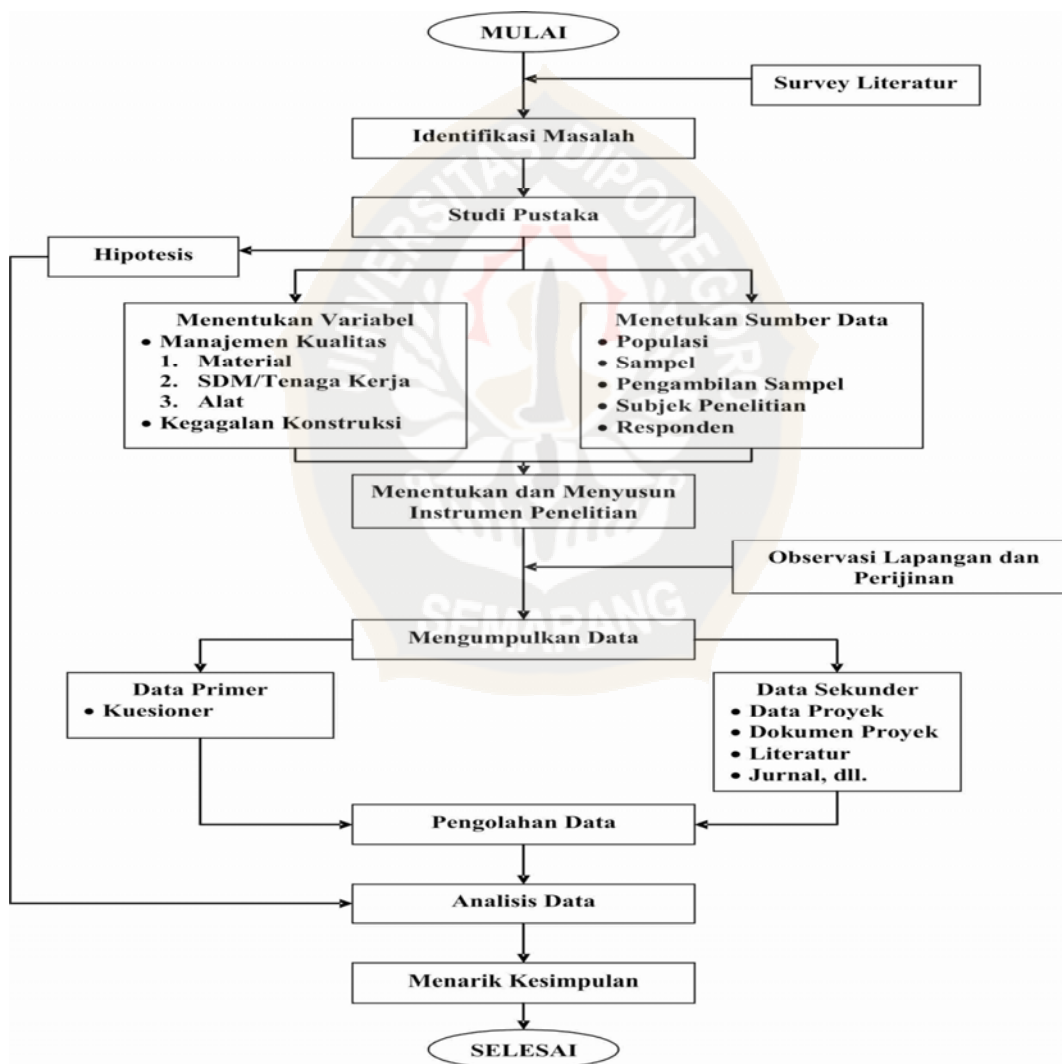 MULAI
Survey Literatur
Identifikasi Masalah
Studi Pustaka
Hipotesis
Menentukan Variabel
• Manajemen Kualitas
1. Material
2. SDM/Tenaga Kerja
3. Alat
• Kegagalan Konstruksi
Menetukan Sumber Data
• Populasi
• Sampel
• Pengambilan Sampel
• Subjek Penelitian
• Responden
Menentukan dan Menyusun
Instrumen Penelitian
Observasi Lapangan dan
Perijinan
Mengumpulkan Data
Data Primer
• Kuesioner
Data Sekunder
• Data Proyek
• Dokumen Proyek
• Literatur
• Jurnal, dll.
Pengolahan Data
Analisis Data
Menarik Kesimpulan
SELESAI
UNIVERSITAS DIPONEGORO
SEMARANG